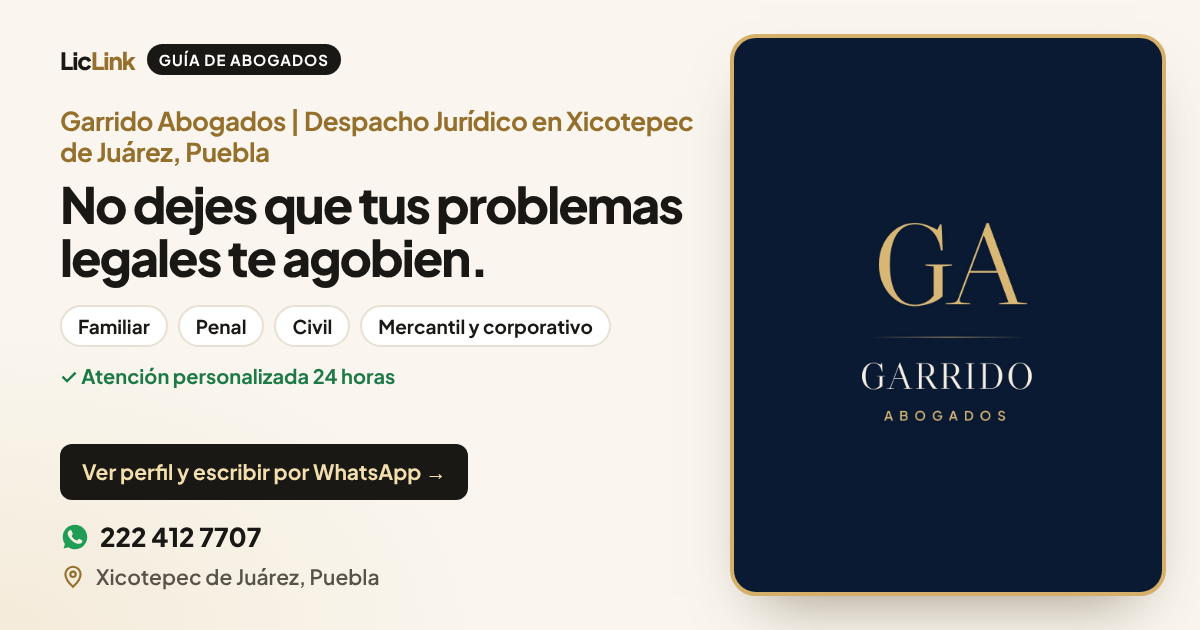 LicLink GUÍA DE ABOGADOS
Garrido Abogados | Despacho Jurídico en Xicotepec
de Juárez, Puebla
No dejes que tus problemas
legales te agobien.
Familiar Penal Civil Mercantil y corporativo
✓ Atención personalizada 24 horas
Ver perfil y escribir por WhatsApp →
222 412 7707
Xicotepec de Juárez, Puebla
GA
GARRIDO
ABOGADOS